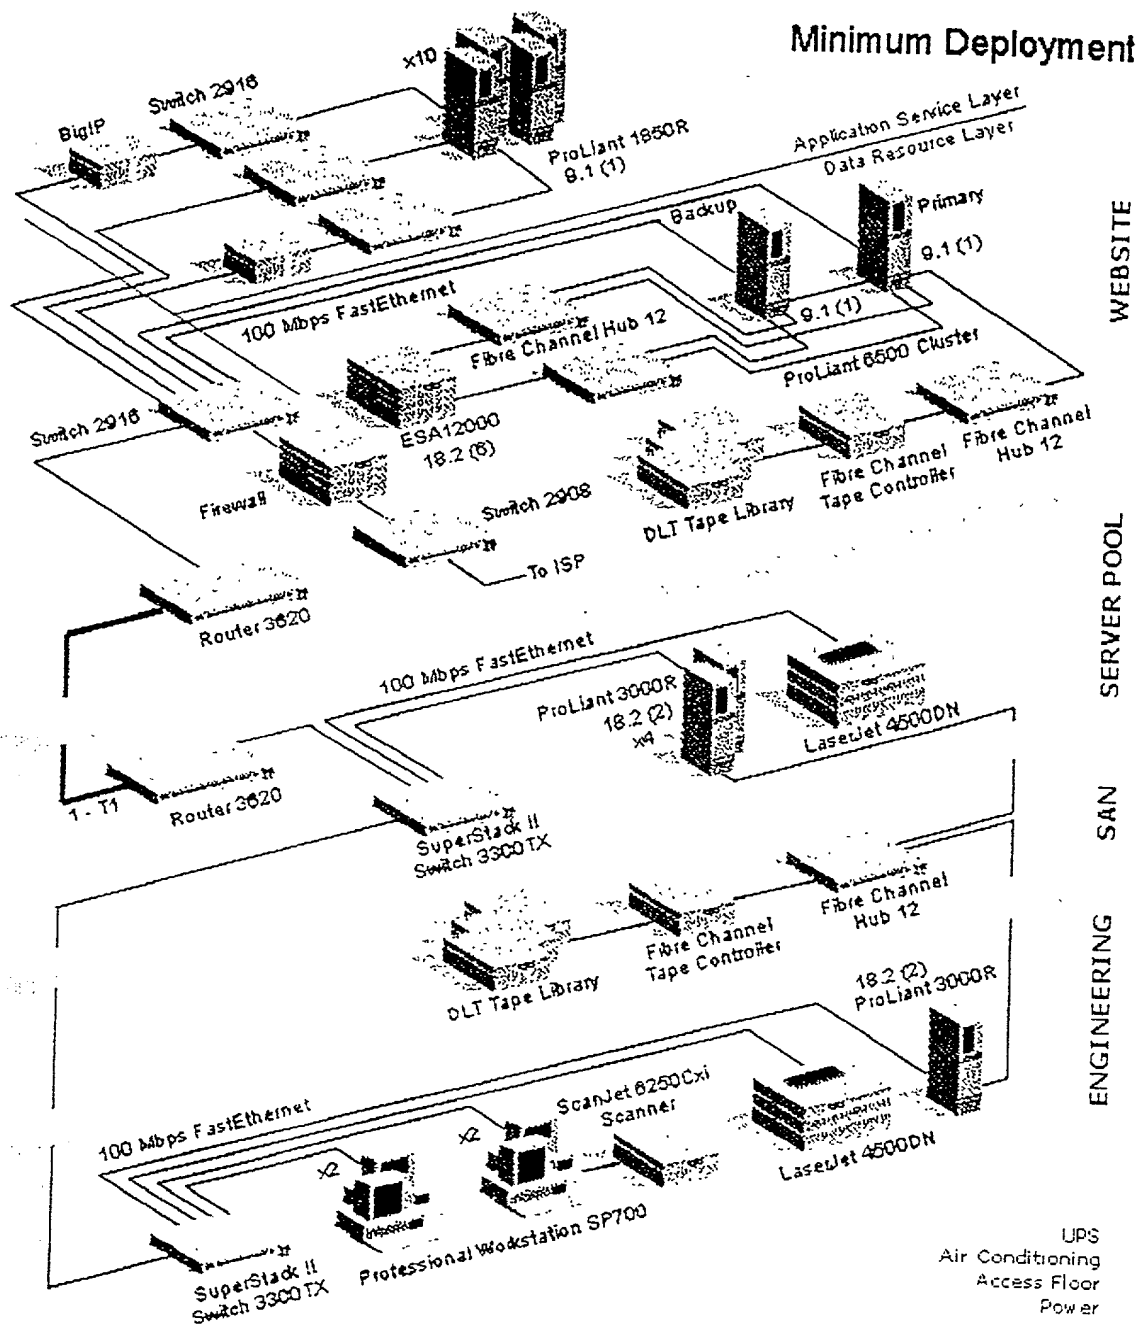 Minimum Deployment
x10
Switch 2916
BigIP
ProLiant 1850R
9.1 (1)
Application Service Layer
Data Resource Layer
Backup
Primary
9.1 (1)
9.1 (1)
WEBSITE
100 Mbps FastEthernet
Fibre Channel Hub 12
ProLiant 6500 Cluster
Switch 2916
ESA12000
18.2 (6)
Fibre Channel
Hub 12
Fibre Channel
Tape Controller
DLT Tape Library
Firewall
Switch 2908
To ISP
Router 3620
SERVER POOL
100 Mbps FastEthernet
ProLiant 3000R
18.2 (2)
x4
LaserJet 4500DN
1 - T1
Router 3620
SuperStack II
Switch 3300TX
SAN
Fibre Channel
Hub 12
Fibre Channel
Tape Controller
DLT Tape Library
18.2 (2)
ProLiant 3000R
ENGINEERING
100 Mbps FastEthernet
x2
x2
ScanJet 6250Cxi
Scanner
LaserJet 4500DN
Professional Workstation SP700
SuperStack II
Switch 3300TX
UPS
Air Conditioning
Access Floor
Power